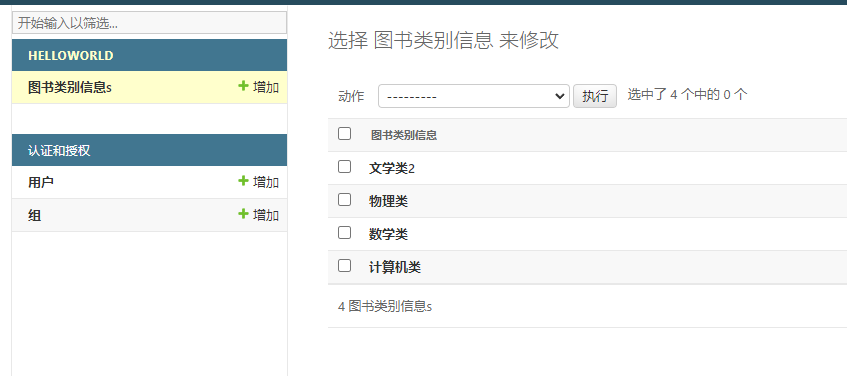 开始输入以筛选...
HELLOWORLD
图书类别信息s 增加
认证和授权
用户 增加
组 增加
选择 图书类别信息 来修改
动作 --------- 执行 选中了 4 个中的 0 个
图书类别信息
文学类2
物理类
数学类
计算机类
4 图书类别信息s